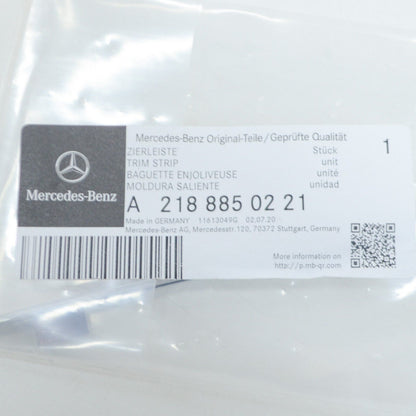 Mercedes-Benz
Mercedes-Benz Original-Teile/Geprüfte Qualität
ZIERLEISTE Stück 1
TRIM STRIP unit
BAGUETTE ENJOLIVEUSE unité
MOLDURA SALIENTE unidad
A 218 885 02 21
Made in GERMANY 11613049G 02.07.20
Mercedes-Benz AG, Mercedesstr.120, 70372 Stuttgart, Germany
More information on
http://p.mb-qr.com/